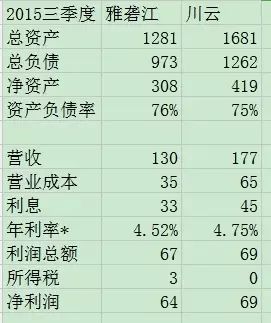 2015三季度 雅砻江 川云
总资产 1281 1681
总负债 973 1262
净资产 308 419
资产负债率 76% 75%
营收 130 177
营业成本 35 65
利息 33 45
年利率* 4.52% 4.75%
利润总额 67 69
所得税 3 0
净利润 64 69